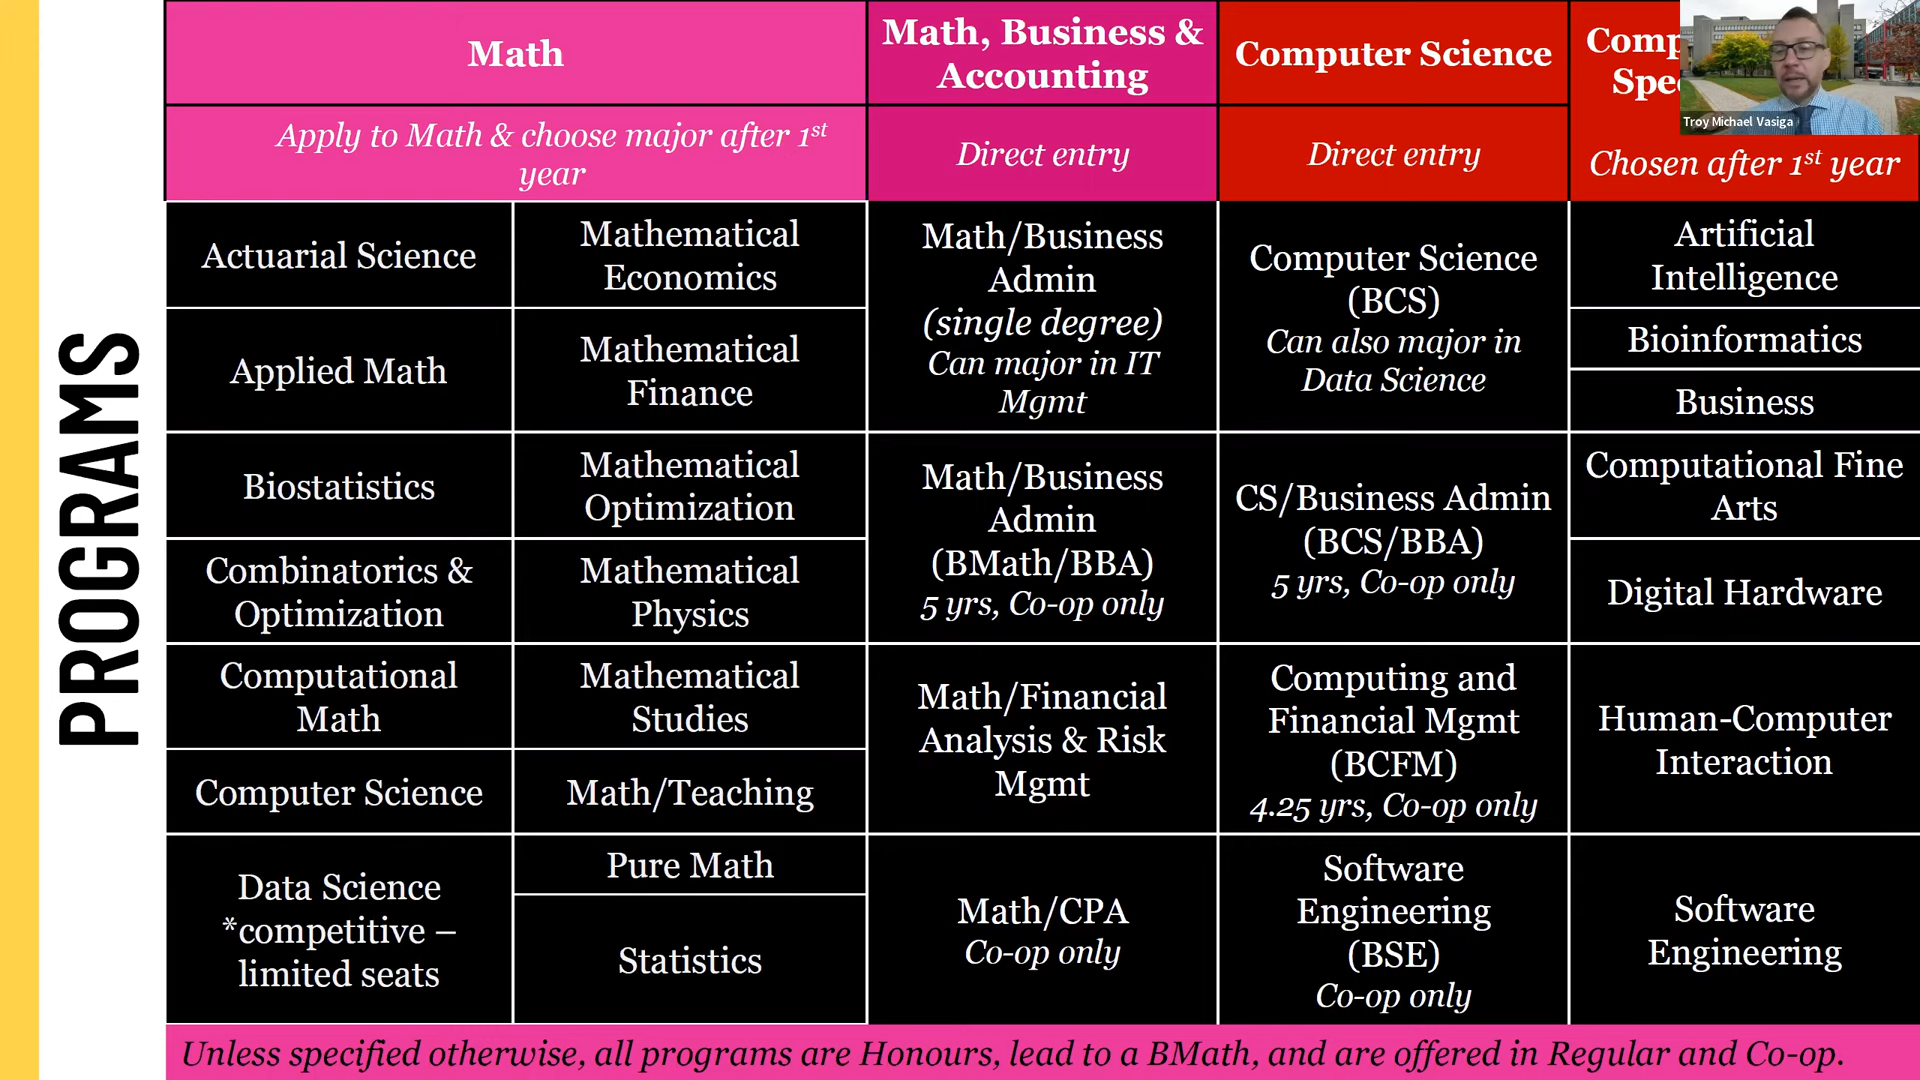 PROGRAMS
Math
Math, Business &
Accounting
Computer Science
Troy Michael Vasiga
Apply to Math & choose major after 1st
year
Direct entry
Direct entry
Chosen after 1st year
Actuarial Science
Mathematical
Economics
Math/Business
Admin
(single degree)
Can major in IT
Mgmt
Computer Science
(BCS)
Can also major in
Data Science
Artificial
Intelligence
Applied Math
Mathematical
Finance
Bioinformatics
Business
Biostatistics
Mathematical
Optimization
Math/Business
Admin
(BMath/BBA)
5 yrs, Co-op only
CS/Business Admin
(BCS/BBA)
5 yrs, Co-op only
Computational Fine
Arts
Combinatorics &
Optimization
Mathematical
Physics
Digital Hardware
Computational
Math
Mathematical
Studies
Math/Financial
Analysis & Risk
Mgmt
Computing and
Financial Mgmt
(BCFM)
4.25 yrs, Co-op only
Human-Computer
Interaction
Computer Science
Math/Teaching
Data Science
*competitive –
limited seats
Pure Math
Statistics
Math/CPA
Co-op only
Software
Engineering
(BSE)
Co-op only
Software
Engineering
Unless specified otherwise, all programs are Honours, lead to a BMath, and are offered in Regular and Co-op.